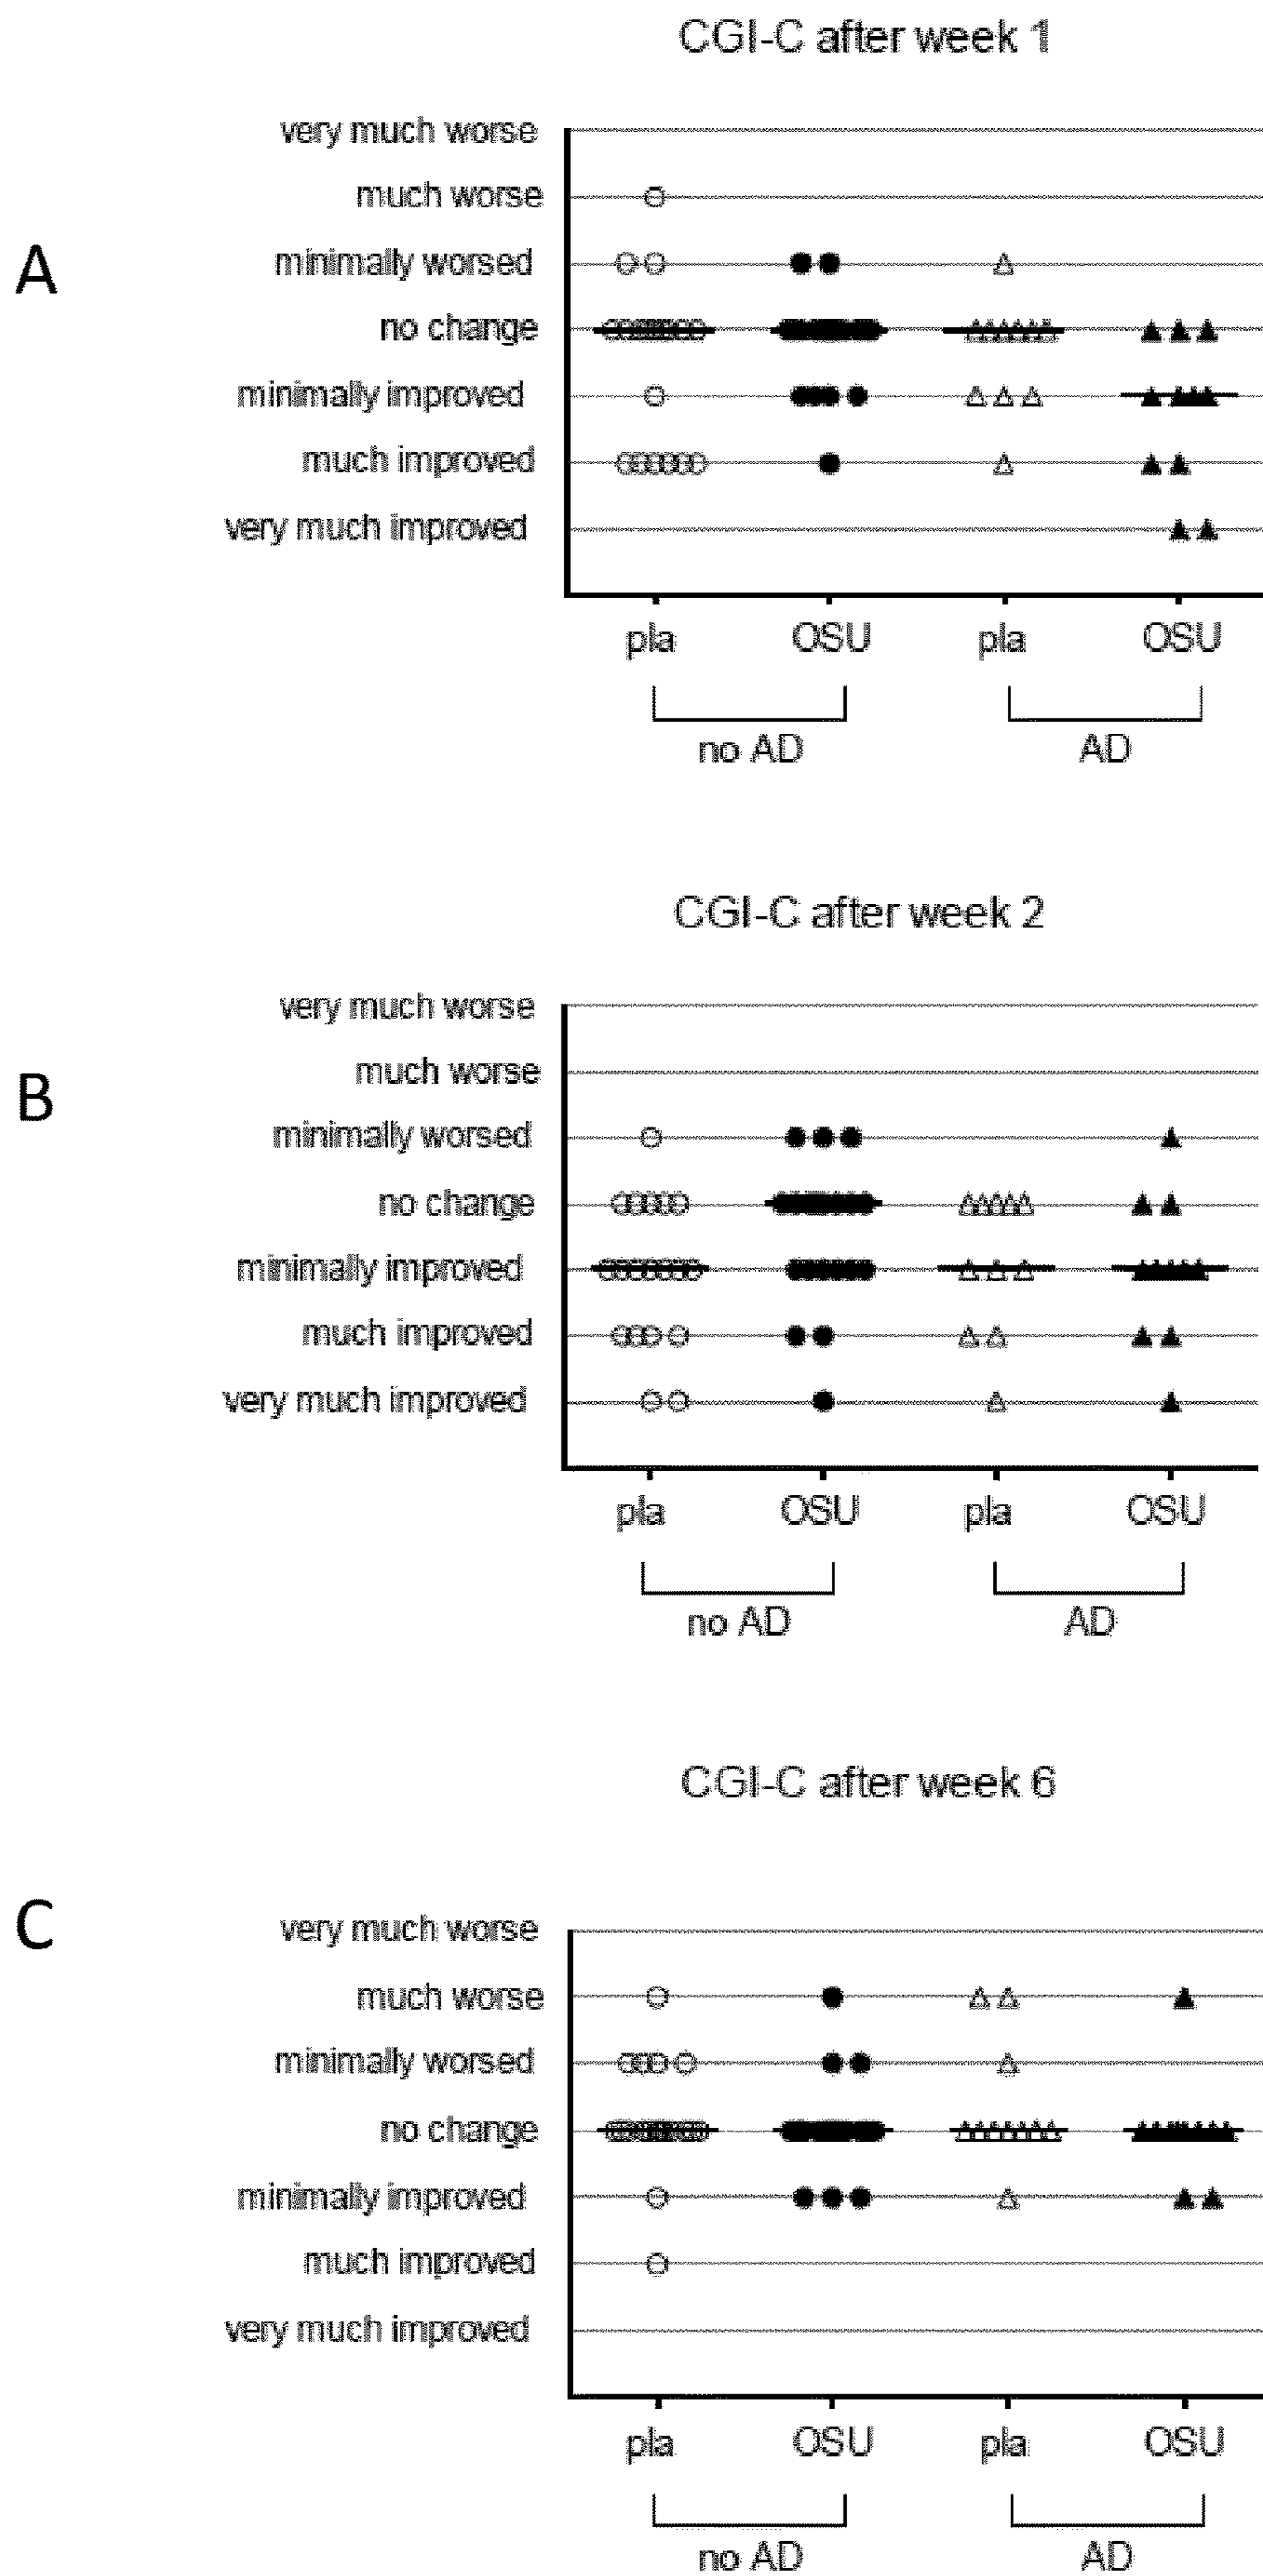 CGI-C after week 1
A
very much worse
much worse
minimally worsed
no change
minimally improved
much improved
very much improved
pla OSU pla OSU
no AD AD
CGI-C after week 2
B
very much worse
much worse
minimally worsed
no change
minimally improved
much improved
very much improved
pla OSU pla OSU
no AD AD
CGI-C after week 6
C
very much worse
much worse
minimally worsed
no change
minimally improved
much improved
very much improved
pla OSU pla OSU
no AD AD